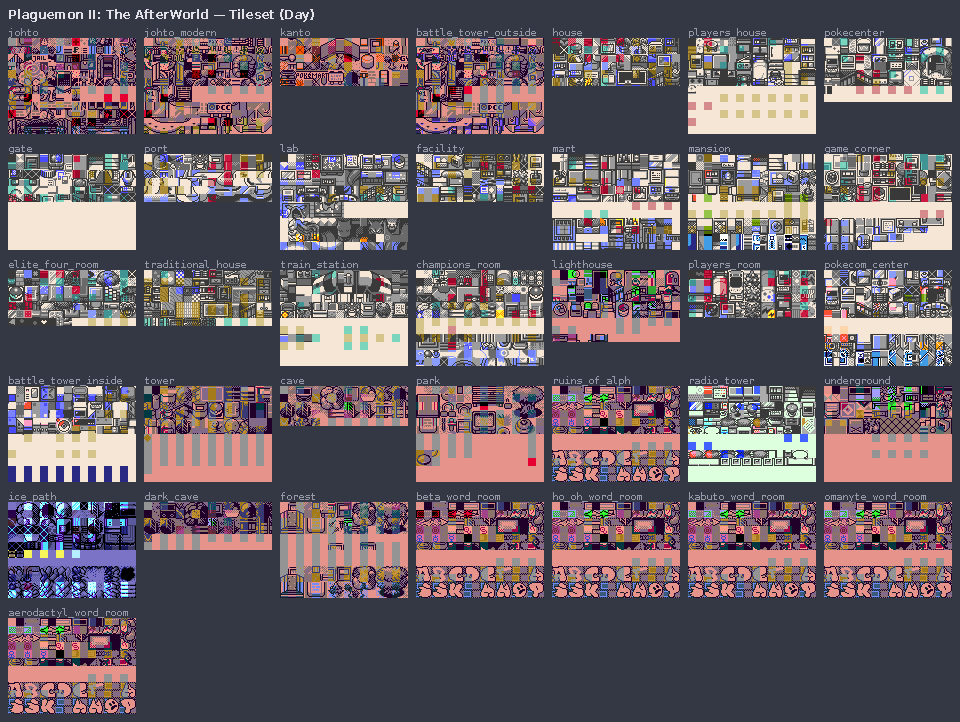 Plaguemon II: The AfterWorld — Tileset (Day)
johto johto_modern kanto battle_tower_outside house players_house pokecenter
gate port lab facility mart mansion game_corner
elite_four_room traditional_house train_station champions_room lighthouse players_room pokecom_center
battle_tower_inside tower cave park ruins_of_alph radio_tower underground
ice_path dark_cave forest beta_word_room ho_oh_word_room kabuto_word_room omanyte_word_room
aerodactyl_word_room